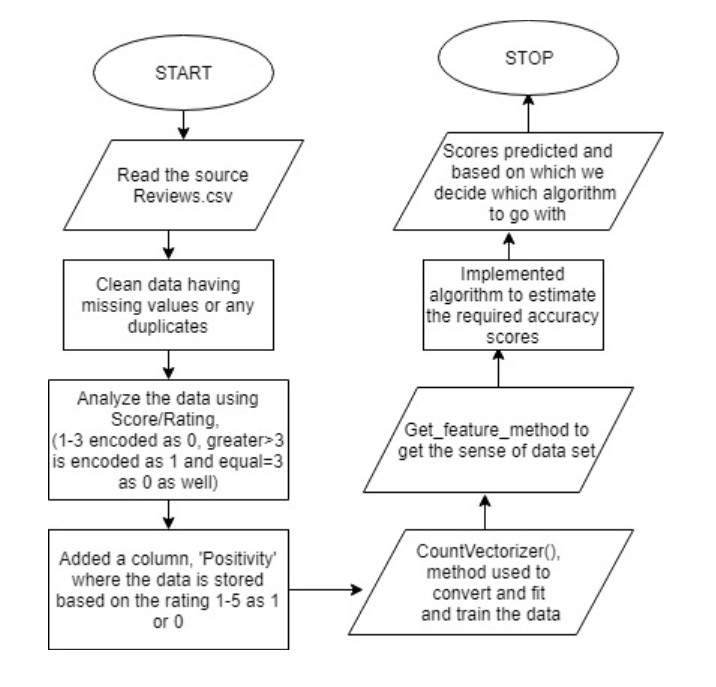 START
Read the source
Reviews.csv
Clean data having
missing values or any
duplicates
Analyze the data using
Score/Rating,
(1-3 encoded as 0, greater>3
is encoded as 1 and equal=3
as 0 as well)
Added a column, 'Positivity'
where the data is stored
based on the rating 1-5 as 1
or 0
CountVectorizer(),
method used to
convert and fit
and train the data
Get_feature_method to
get the sense of data set
Implemented
algorithm to estimate
the required accuracy
scores
Scores predicted and
based on which we
decide which algorithm
to go with
STOP